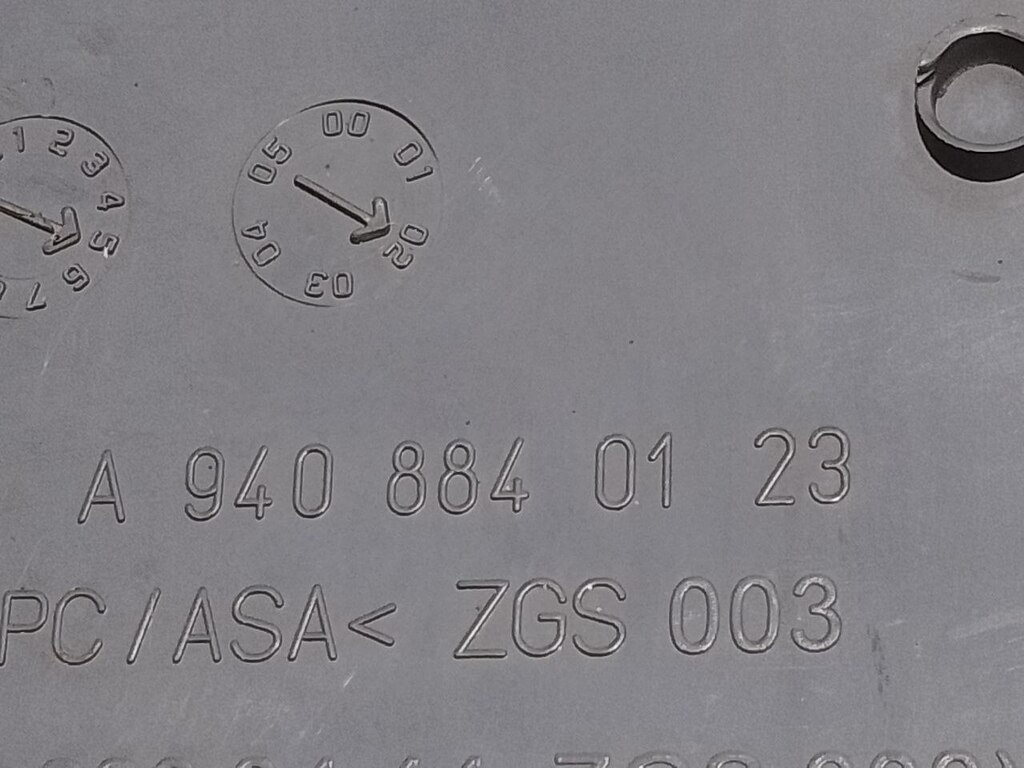 1 2 3 4 5 6 7
00 01 02 03 04 05
A 940 884 01 23
PC/ASA< ZGS 003